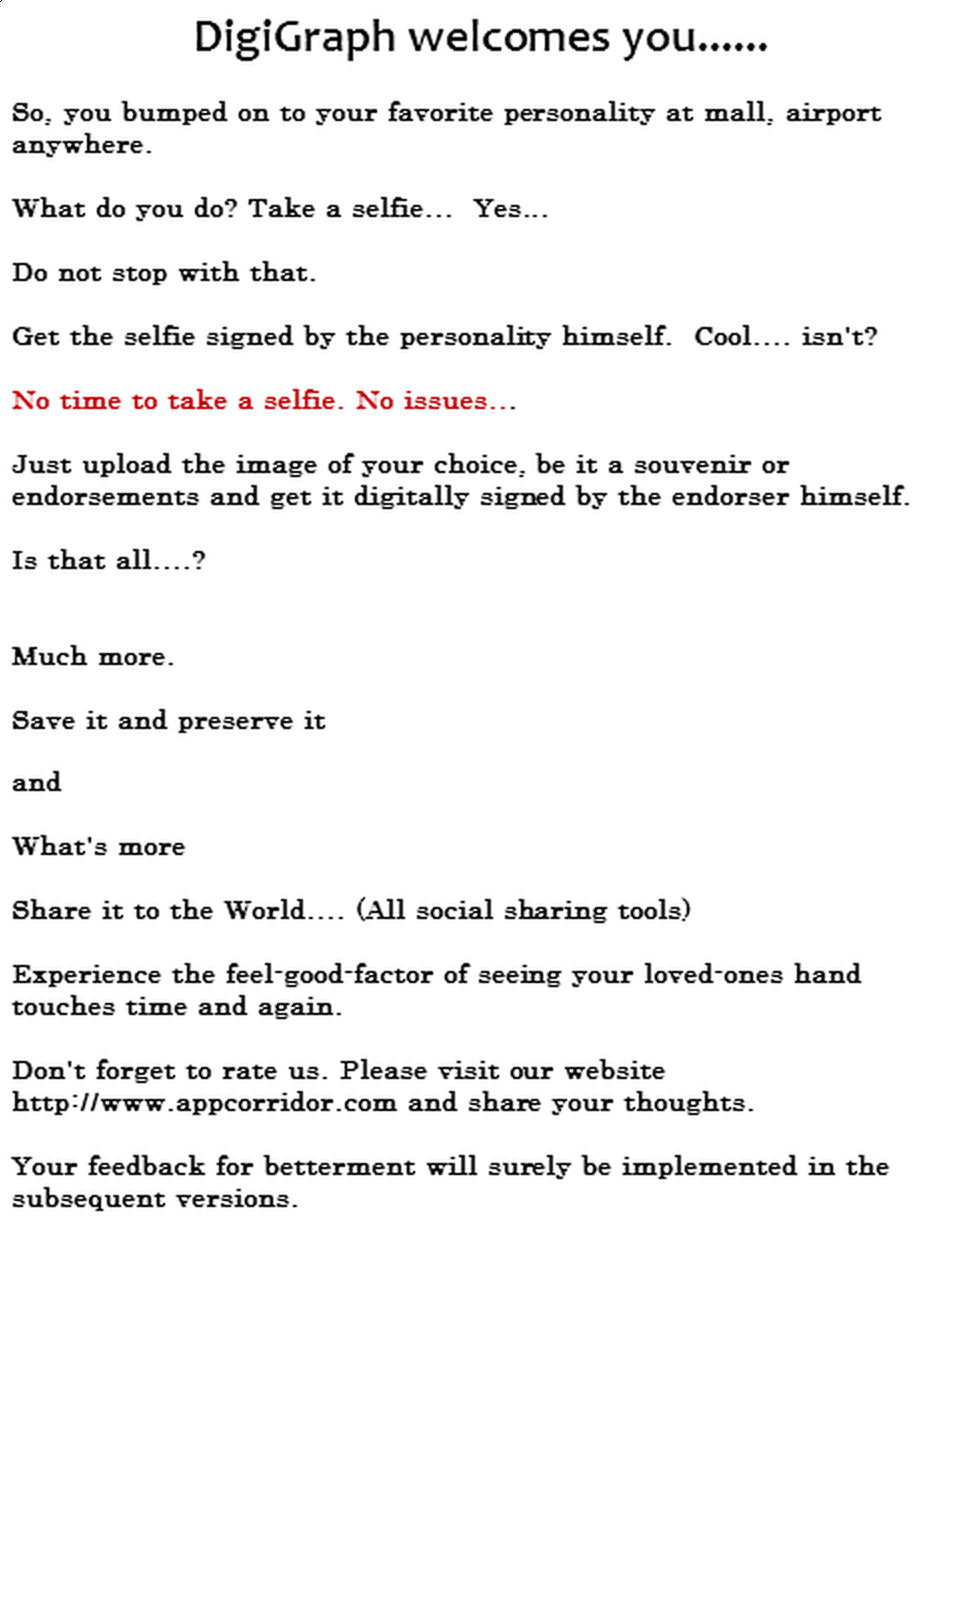 DigiGraph welcomes you......
So, you bumped on to your favorite personality at mall, airport
anywhere.
What do you do? Take a selfie...  Yes...
Do not stop with that.
Get the selfie signed by the personality himself.  Cool.... isn't?
No time to take a selfie. No issues...
Just upload the image of your choice, be it a souvenir or
endorsements and get it digitally signed by the endorser himself.
Is that all....?
Much more.
Save it and preserve it
and
What's more
Share it to the World.... (All social sharing tools)
Experience the feel-good-factor of seeing your loved-ones hand
touches time and again.
Don't forget to rate us. Please visit our website
http://www.appcorridor.com and share your thoughts.
Your feedback for betterment will surely be implemented in the
subsequent versions.